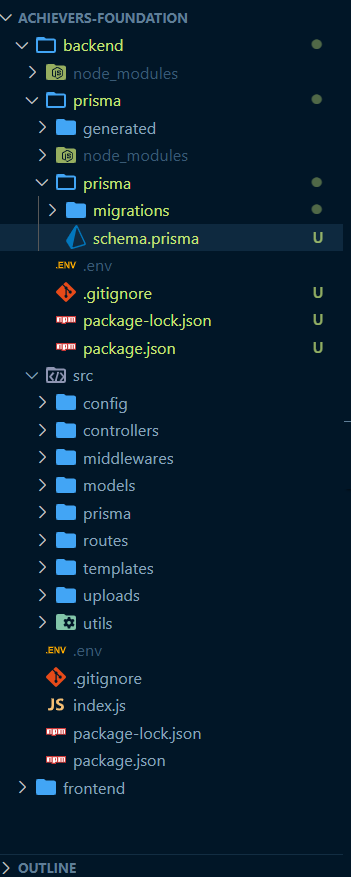 ACHIEVERS-FOUNDATION
backend
node_modules
prisma
generated
node_modules
prisma
migrations
schema.prisma U
.ENV .env
.gitignore U
npm package-lock.json U
npm package.json U
src
config
controllers
middlewares
models
prisma
routes
templates
uploads
utils
.ENV .env
.gitignore
JS index.js
npm package-lock.json
npm package.json
frontend
OUTLINE